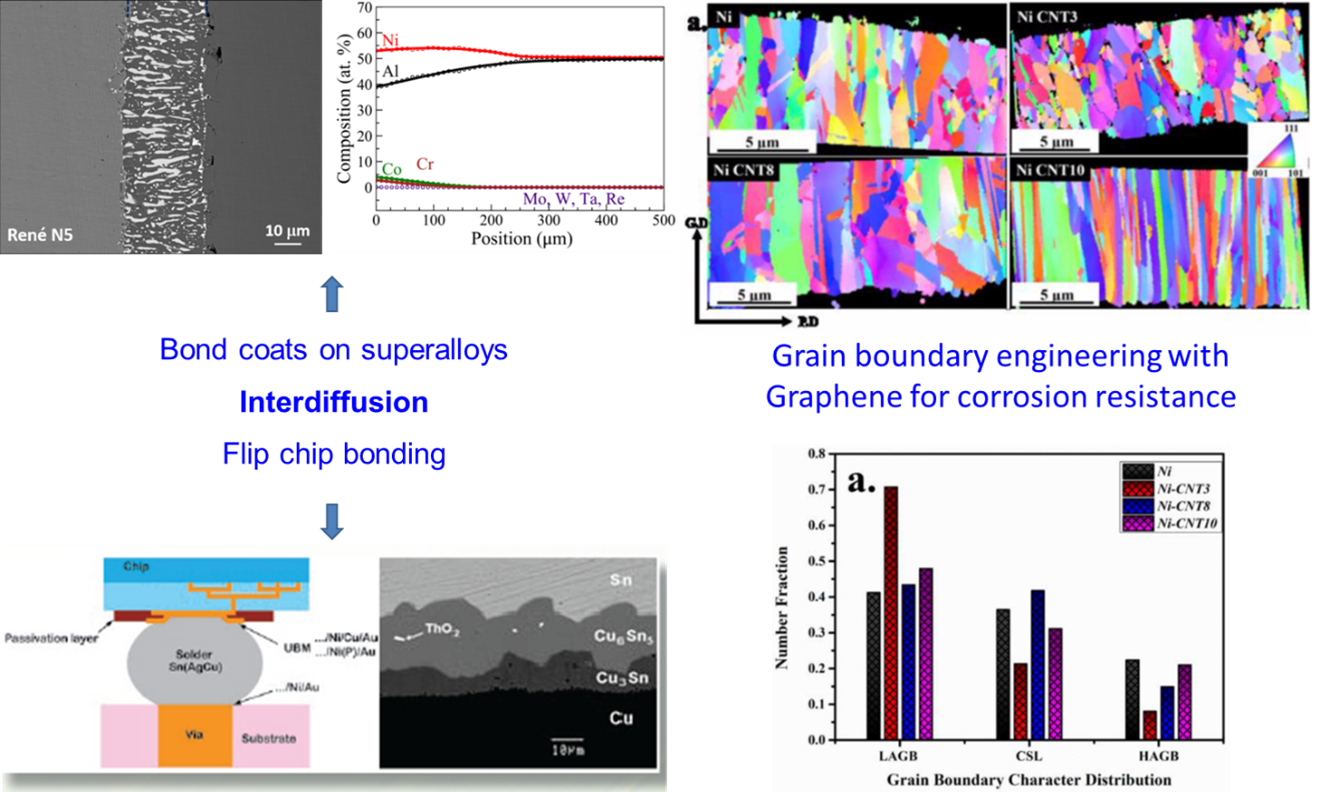 René N5
10 μm
Composition (at. %)
70
60
50
40
30
20
10
0
Ni
Al
Co
Cr
Mo, W, Ta, Re
0
100
200
300
400
500
Position (μm)
a.
Ni
5 μm
Ni CNT3
5 μm
Ni CNT8
5 μm
Ni CNT10
5 μm
111
001
101
G.D
P.D
Bond coats on superalloys
Interdiffusion
Flip chip bonding
Grain boundary engineering with
Graphene for corrosion resistance
Chip
Passivation layer
UBM
.../Ni/Cu/Au
.../Ni(P)/Au
Solder
Sn(AgCu)
.../Ni/Au
Via
Substrate
Sn
ThO2
Cu6Sn5
Cu3Sn
Cu
10μm
a.
Ni
Ni-CNT3
Ni-CNT8
Ni-CNT10
Number Fraction
0.8
0.7
0.6
0.5
0.4
0.3
0.2
0.1
0.0
LAGB
CSL
HAGB
Grain Boundary Character Distribution